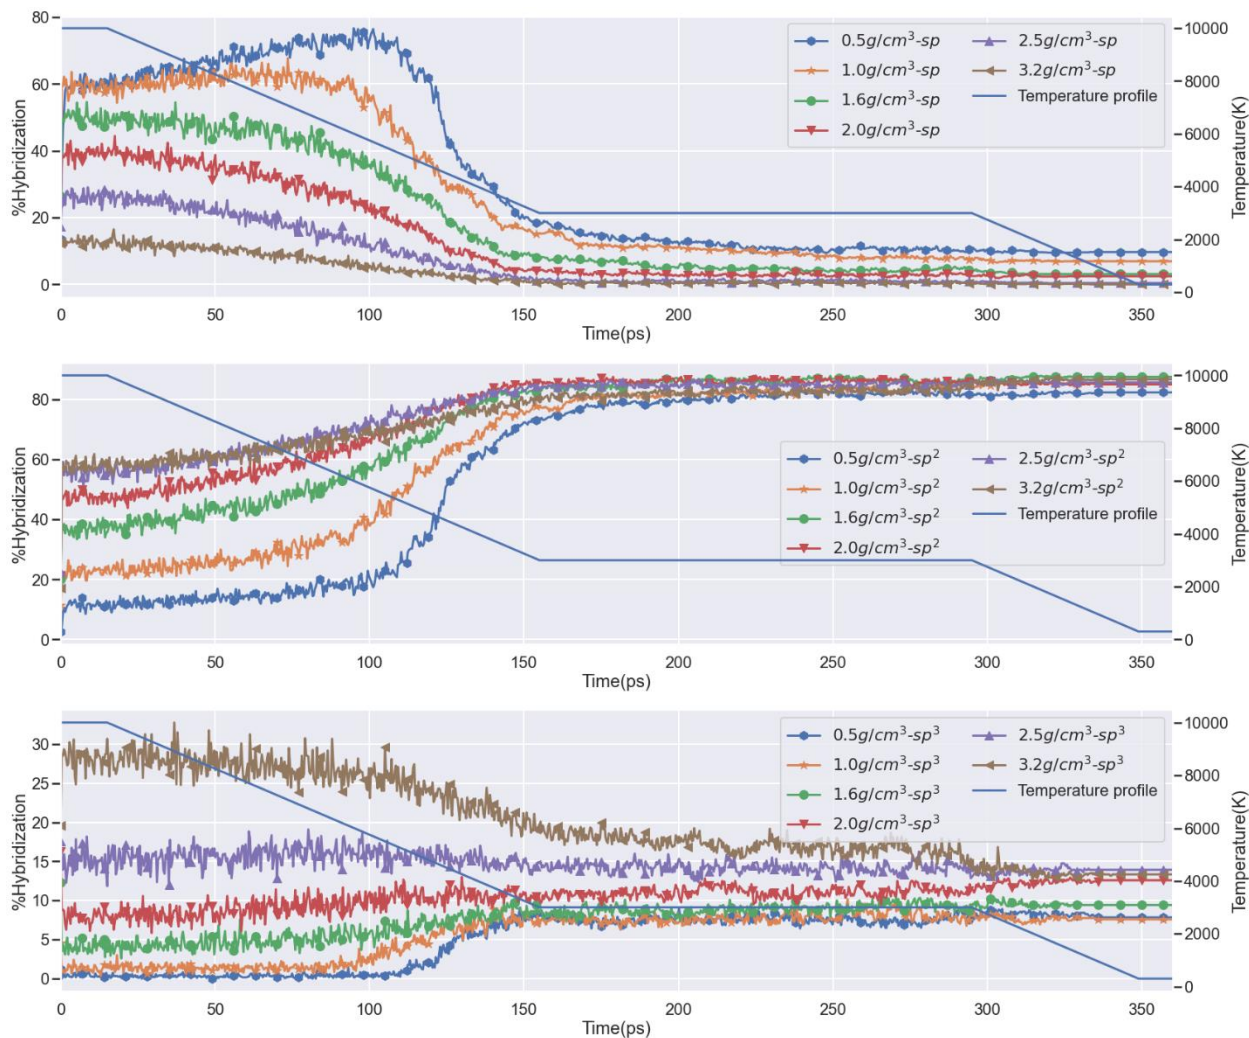 80
60
40
20
0
%Hybridization
0.5g/cm³-sp
1.0g/cm³-sp
1.6g/cm³-sp
2.0g/cm³-sp
2.5g/cm³-sp
3.2g/cm³-sp
Temperature profile
10000
8000
6000
4000
2000
0
Temperature(K)
0 50 100 150 200 250 300 350
Time(ps)
80
60
40
20
0
%Hybridization
0.5g/cm³-sp²
1.0g/cm³-sp²
1.6g/cm³-sp²
2.0g/cm³-sp²
2.5g/cm³-sp²
3.2g/cm³-sp²
Temperature profile
10000
8000
6000
4000
2000
0
Temperature(K)
0 50 100 150 200 250 300 350
Time(ps)
30
25
20
15
10
5
0
%Hybridization
0.5g/cm³-sp³
1.0g/cm³-sp³
1.6g/cm³-sp³
2.0g/cm³-sp³
2.5g/cm³-sp³
3.2g/cm³-sp³
Temperature profile
10000
8000
6000
4000
2000
0
Temperature(K)
0 50 100 150 200 250 300 350
Time(ps)